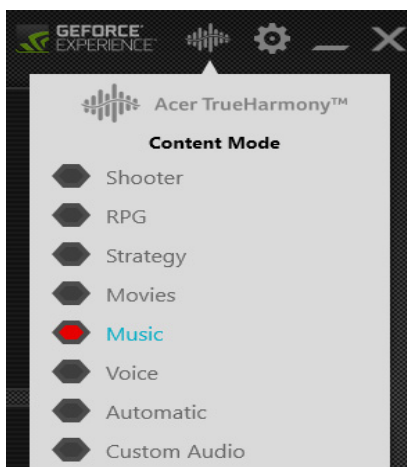 GEFORCE
EXPERIENCE
Acer TrueHarmony™
Content Mode
Shooter
RPG
Strategy
Movies
Music
Voice
Automatic
Custom Audio